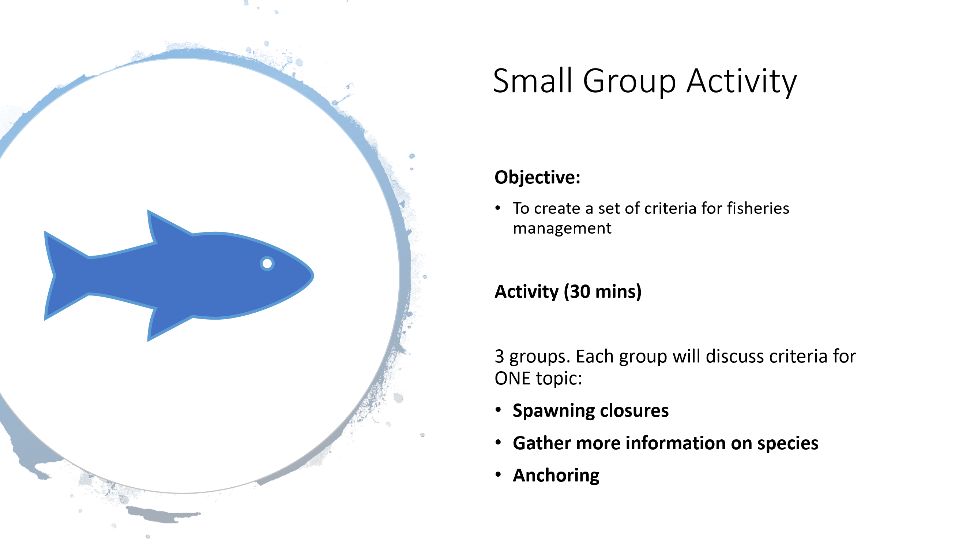 Small Group Activity
Objective:
• To create a set of criteria for fisheries
management
Activity (30 mins)
3 groups. Each group will discuss criteria for
ONE topic:
• Spawning closures
• Gather more information on species
• Anchoring